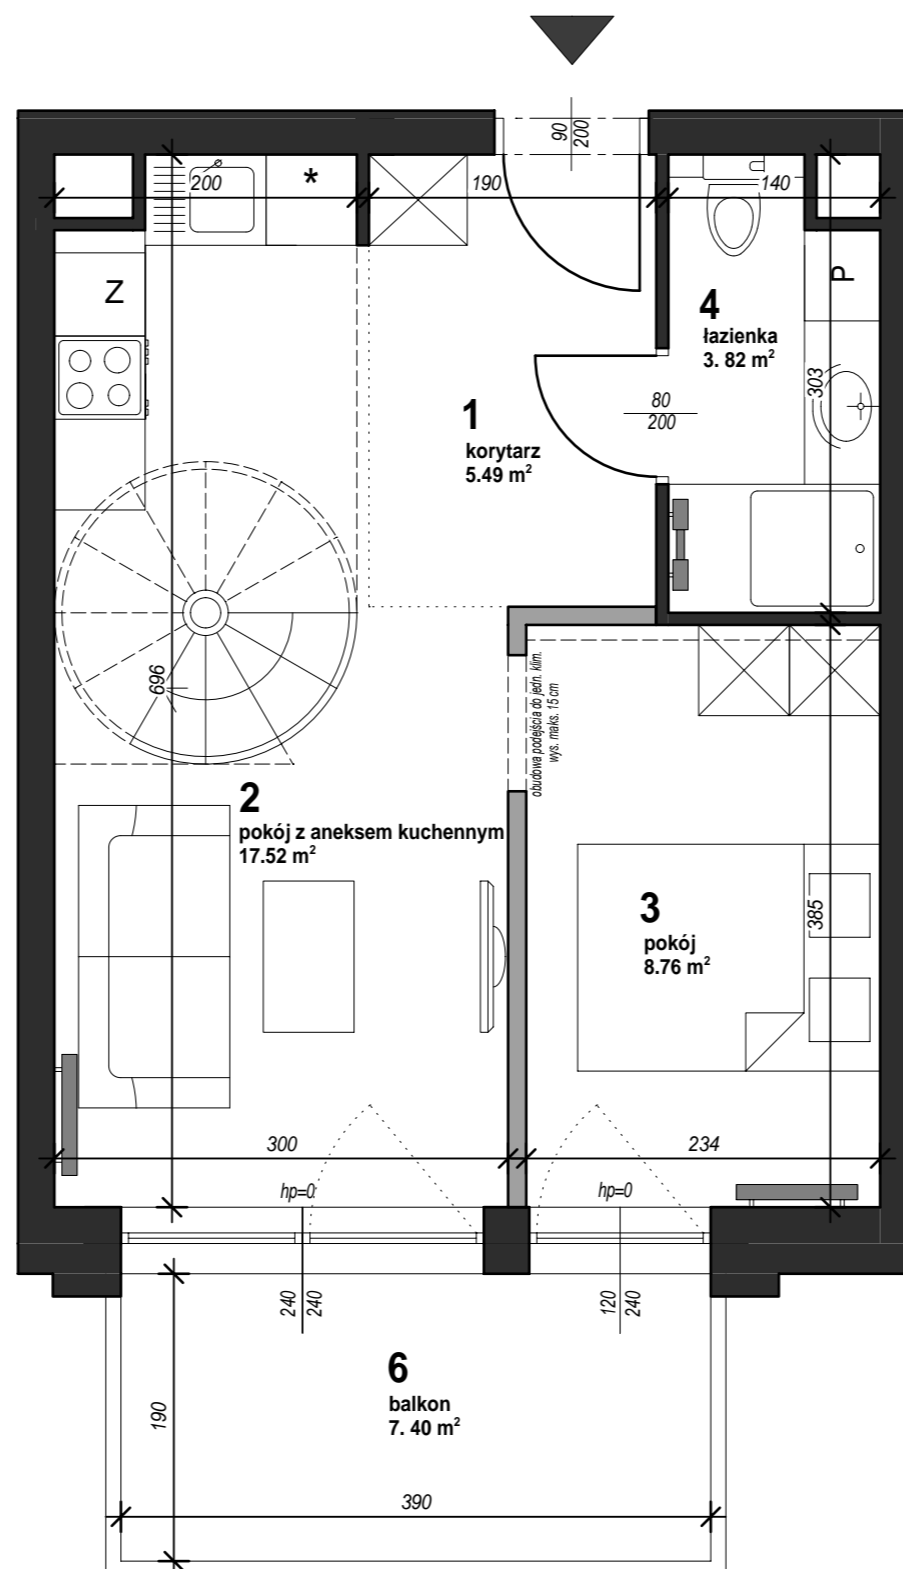 90
200
200
*
190
140
Z
P
4
łazienka
3. 82 m²
303
1
korytarz
5.49 m²
80
200
696
obudowa podejścia do jedn. klim.
wys. maks. 15 cm
2
pokój z aneksem kuchennym
17.52 m²
3
pokój
8.76 m²
385
300
234
hp=0
hp=0
240
240
120
240
6
balkon
7. 40 m²
190
390